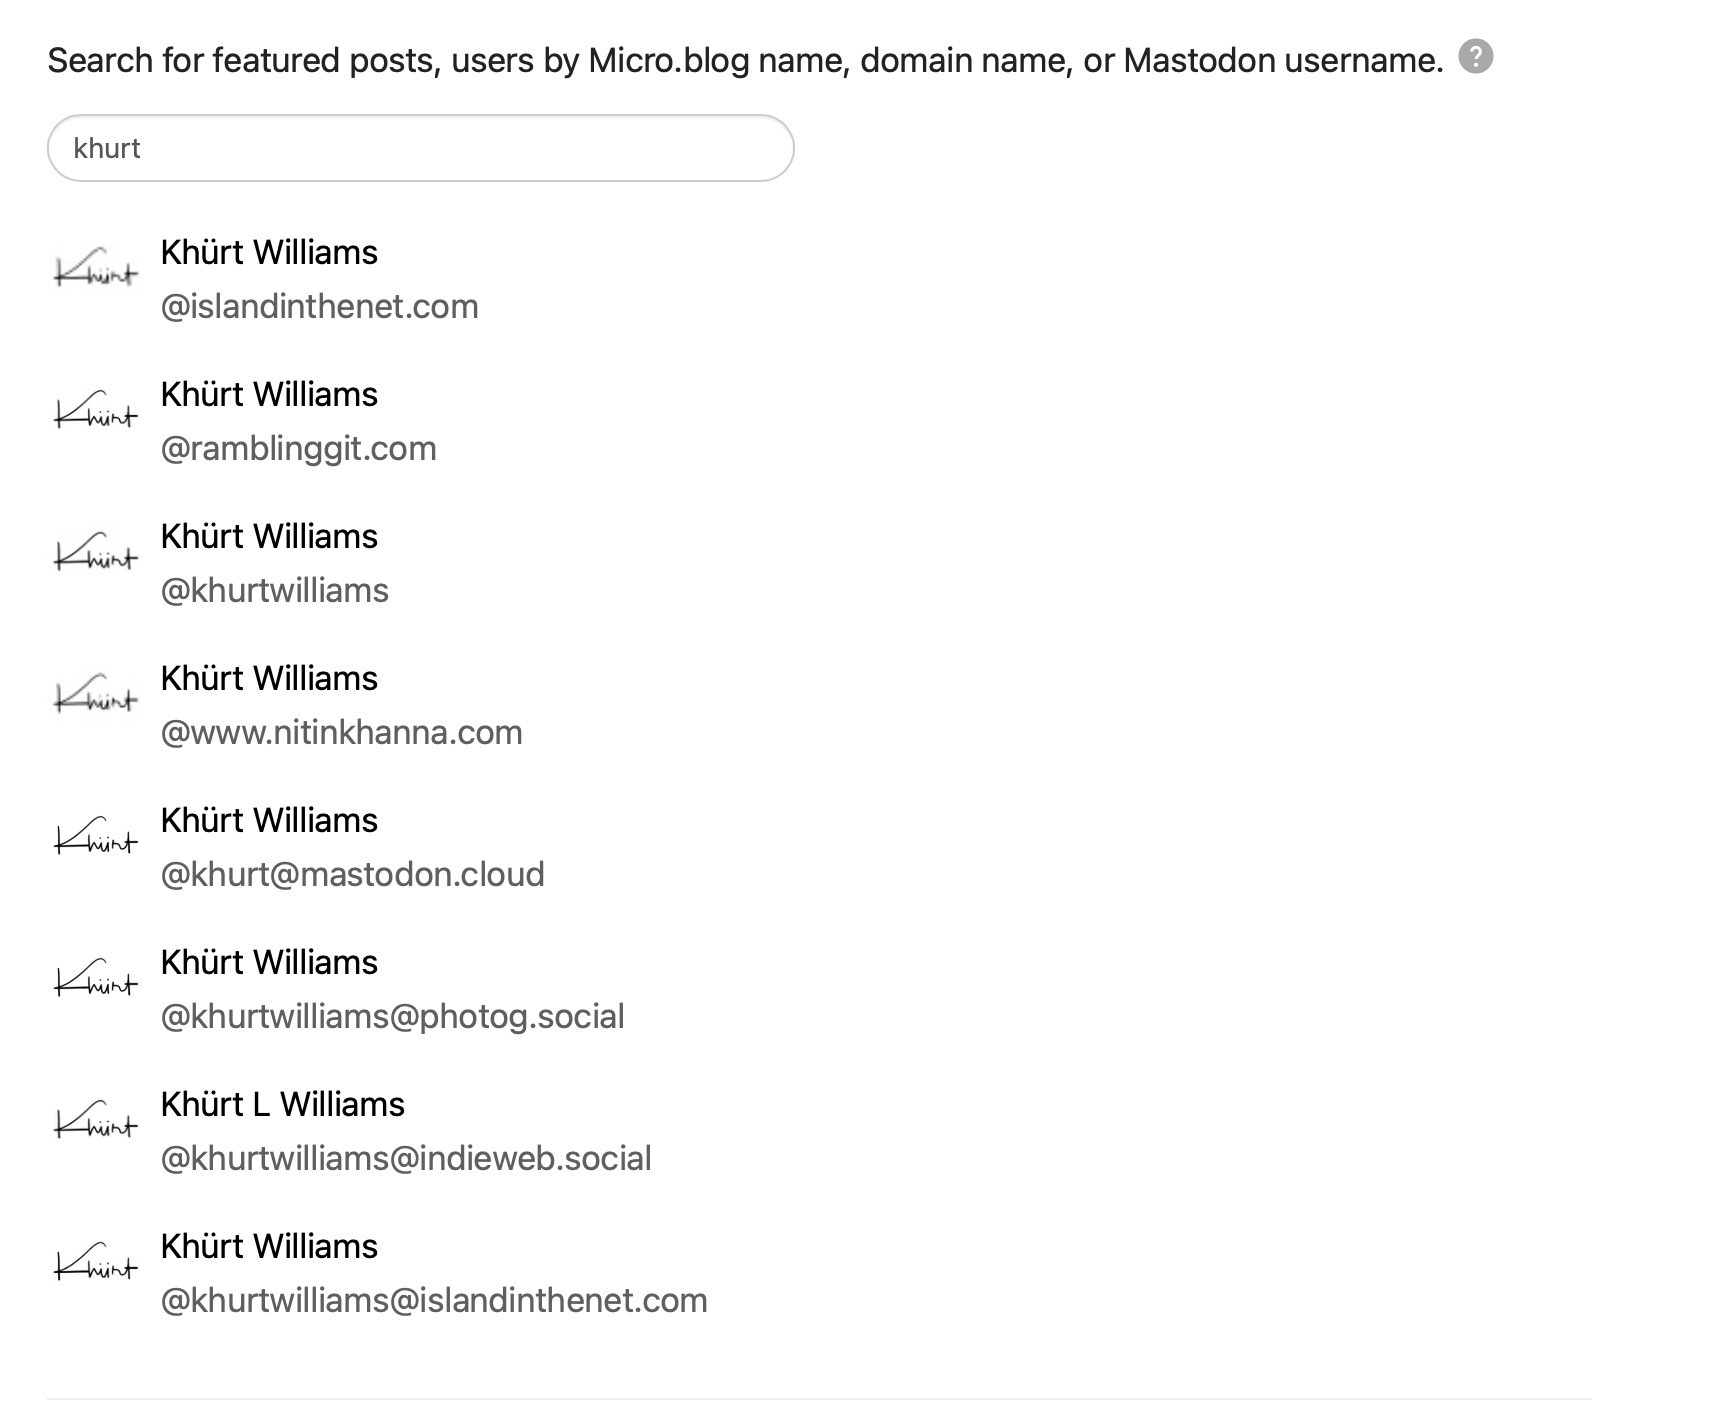 Search for featured posts, users by Micro.blog name, domain name, or Mastodon username. ?
khurt
Khürt
Khürt Williams
@islandinthenet.com
Khürt
Khürt Williams
@ramblinggit.com
Khürt
Khürt Williams
@khurtwilliams
Khürt
Khürt Williams
@www.nitinkhanna.com
Khürt
Khürt Williams
@khurt@mastodon.cloud
Khürt
Khürt Williams
@khurtwilliams@photog.social
Khürt
Khürt L Williams
@khurtwilliams@indieweb.social
Khürt
Khürt Williams
@khurtwilliams@islandinthenet.com